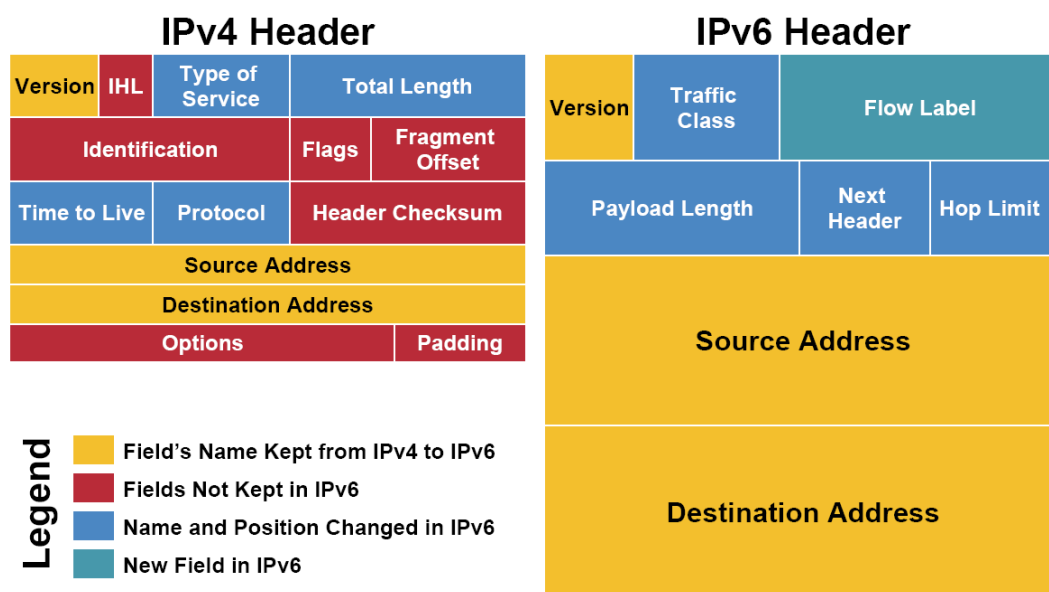 IPv4 Header
Version
IHL
Type of
Service
Total Length
Identification
Flags
Fragment
Offset
Time to Live
Protocol
Header Checksum
Source Address
Destination Address
Options
Padding
IPv6 Header
Version
Traffic
Class
Flow Label
Payload Length
Next
Header
Hop Limit
Source Address
Destination Address
Legend
Field's Name Kept from IPv4 to IPv6
Fields Not Kept in IPv6
Name and Position Changed in IPv6
New Field in IPv6